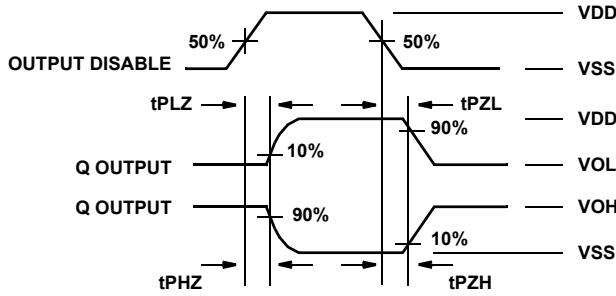 VDD
50%
50%
OUTPUT DISABLE
VSS
tPLZ
tPZL
VDD
90%
10%
Q OUTPUT
VOL
Q OUTPUT
VOH
90%
10%
VSS
tPHZ
tPZH